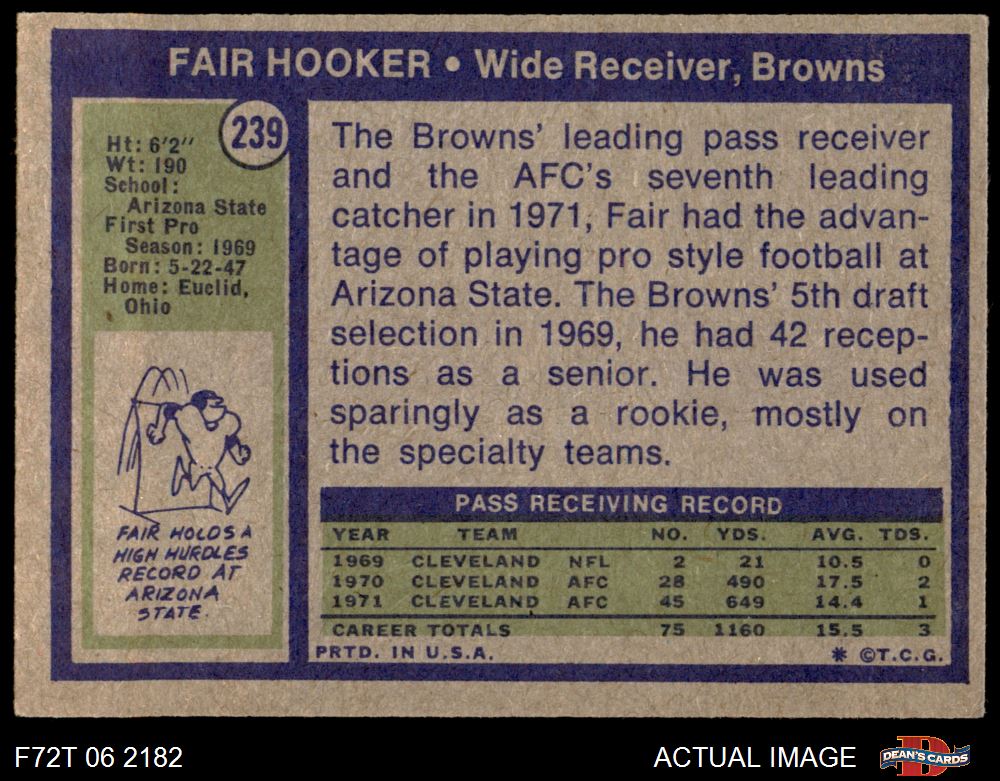 FAIR HOOKER • Wide Receiver, Browns
239
Ht: 6'2"
Wt: 190
School:
Arizona State
First Pro
Season: 1969
Born: 5-22-47
Home: Euclid,
Ohio
FAIR HOLDS A
HIGH HURDLES
RECORD AT
ARIZONA
STATE.
The Browns' leading pass receiver
and the AFC's seventh leading
catcher in 1971, Fair had the advan-
tage of playing pro style football at
Arizona State. The Browns' 5th draft
selection in 1969, he had 42 recep-
tions as a senior. He was used
sparingly as a rookie, mostly on
the specialty teams.
PASS RECEIVING RECORD
YEAR TEAM NO. YDS. AVG. TDS.
1969 CLEVELAND NFL 2 21 10.5 0
1970 CLEVELAND AFC 28 490 17.5 2
1971 CLEVELAND AFC 45 649 14.4 1
CAREER TOTALS 75 1160 15.5 3
PRTD. IN U.S.A. * ©T.C.G.
F72T 06 2182 ACTUAL IMAGE DEAN'S CARDS